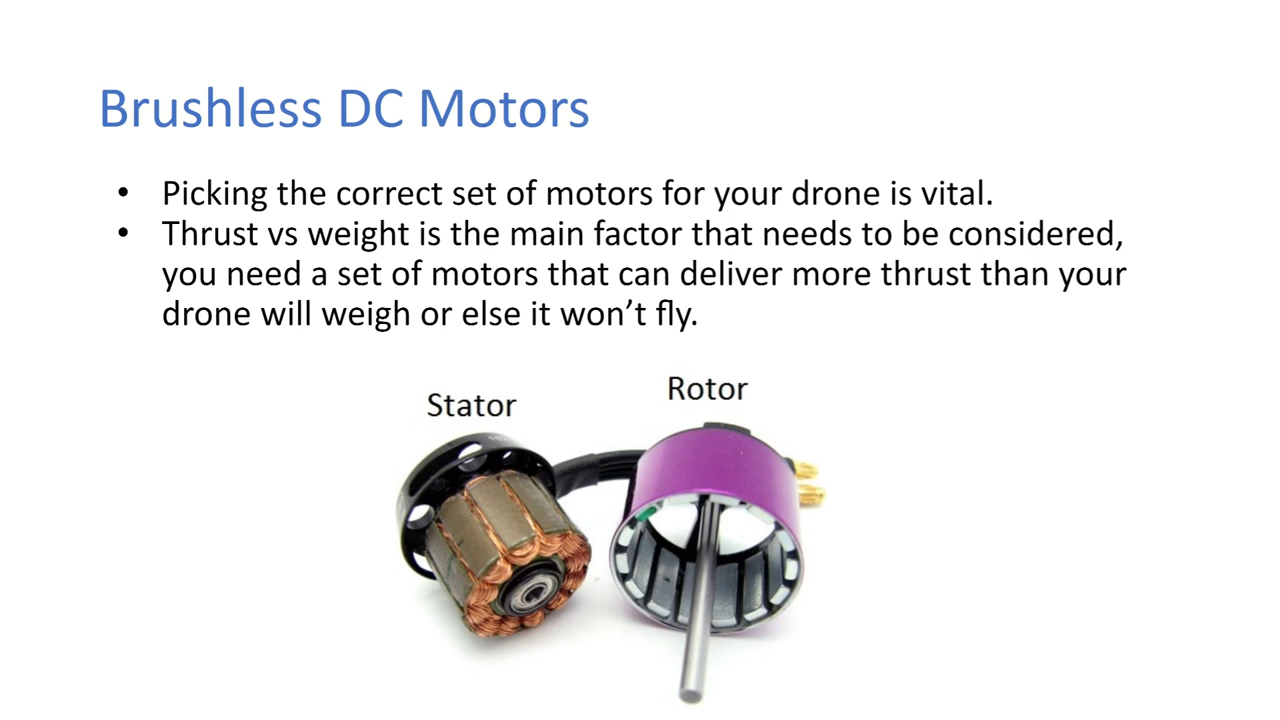 Brushless DC Motors
• Picking the correct set of motors for your drone is vital.
• Thrust vs weight is the main factor that needs to be considered,
you need a set of motors that can deliver more thrust than your
drone will weigh or else it won’t fly.
Stator
Rotor